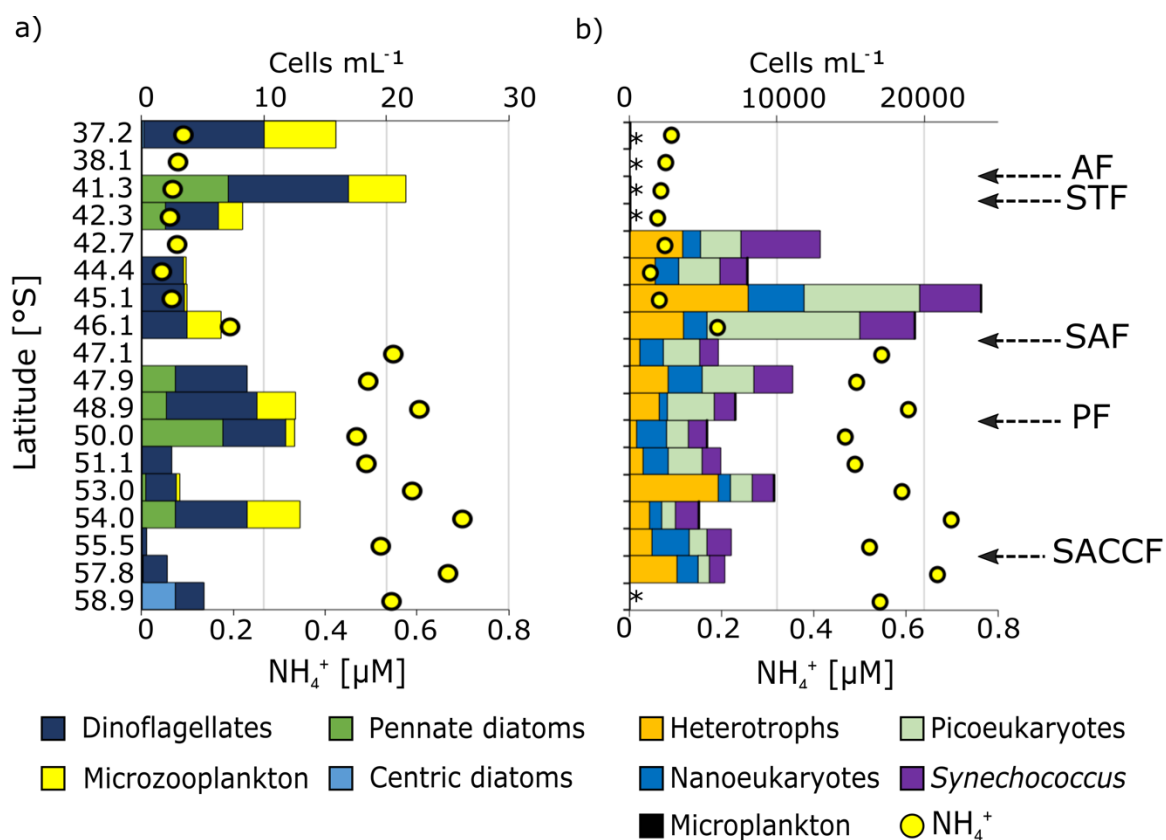 a)
Cells mL⁻¹
0 10 20 30
37.2
38.1
41.3
42.3
42.7
44.4
45.1
46.1
47.1
47.9
48.9
50.0
51.1
53.0
54.0
55.5
57.8
58.9
Latitude [°S]
0 0.2 0.4 0.6 0.8
NH₄⁺ [µM]
Dinoflagellates
Pennate diatoms
Microzooplankton
Centric diatoms
b)
Cells mL⁻¹
0 10000 20000
*
*
*
*
*
AF
STF
SAF
PF
SACCF
0 0.2 0.4 0.6 0.8
NH₄⁺ [µM]
Heterotrophs
Picoeukaryotes
Nanoeukaryotes
Synechococcus
Microplankton
NH₄⁺